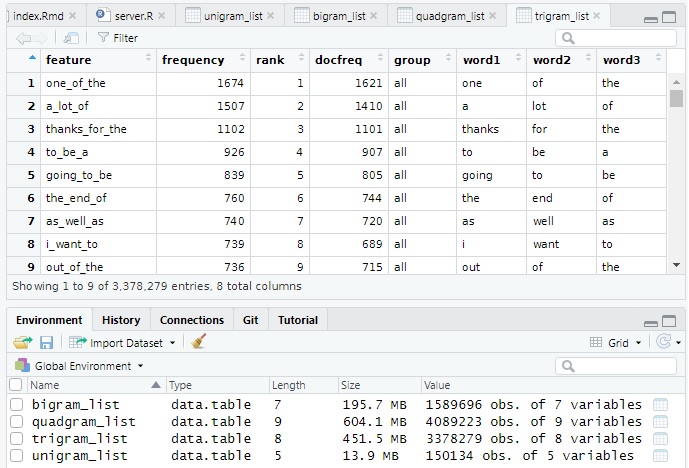 index.Rmd server.R unigram_list bigram_list quadgram_list trigram_list
Filter
feature frequency rank docfreq group word1 word2 word3
1 one_of_the 1674 1 1621 all one of the
2 a_lot_of 1507 2 1410 all a lot of
3 thanks_for_the 1102 3 1101 all thanks for the
4 to_be_a 926 4 907 all to be a
5 going_to_be 839 5 805 all going to be
6 the_end_of 760 6 744 all the end of
7 as_well_as 740 7 720 all as well as
8 i_want_to 739 8 689 all i want to
9 out_of_the 736 9 715 all out of the
Showing 1 to 9 of 3,378,279 entries, 8 total columns
Environment History Connections Git Tutorial
Import Dataset Grid
Global Environment
Name Type Length Size Value
bigram_list data.table 7 195.7 MB 1589696 obs. of 7 variables
quadgram_list data.table 9 604.1 MB 4089223 obs. of 9 variables
trigram_list data.table 8 451.5 MB 3378279 obs. of 8 variables
unigram_list data.table 5 13.9 MB 150134 obs. of 5 variables